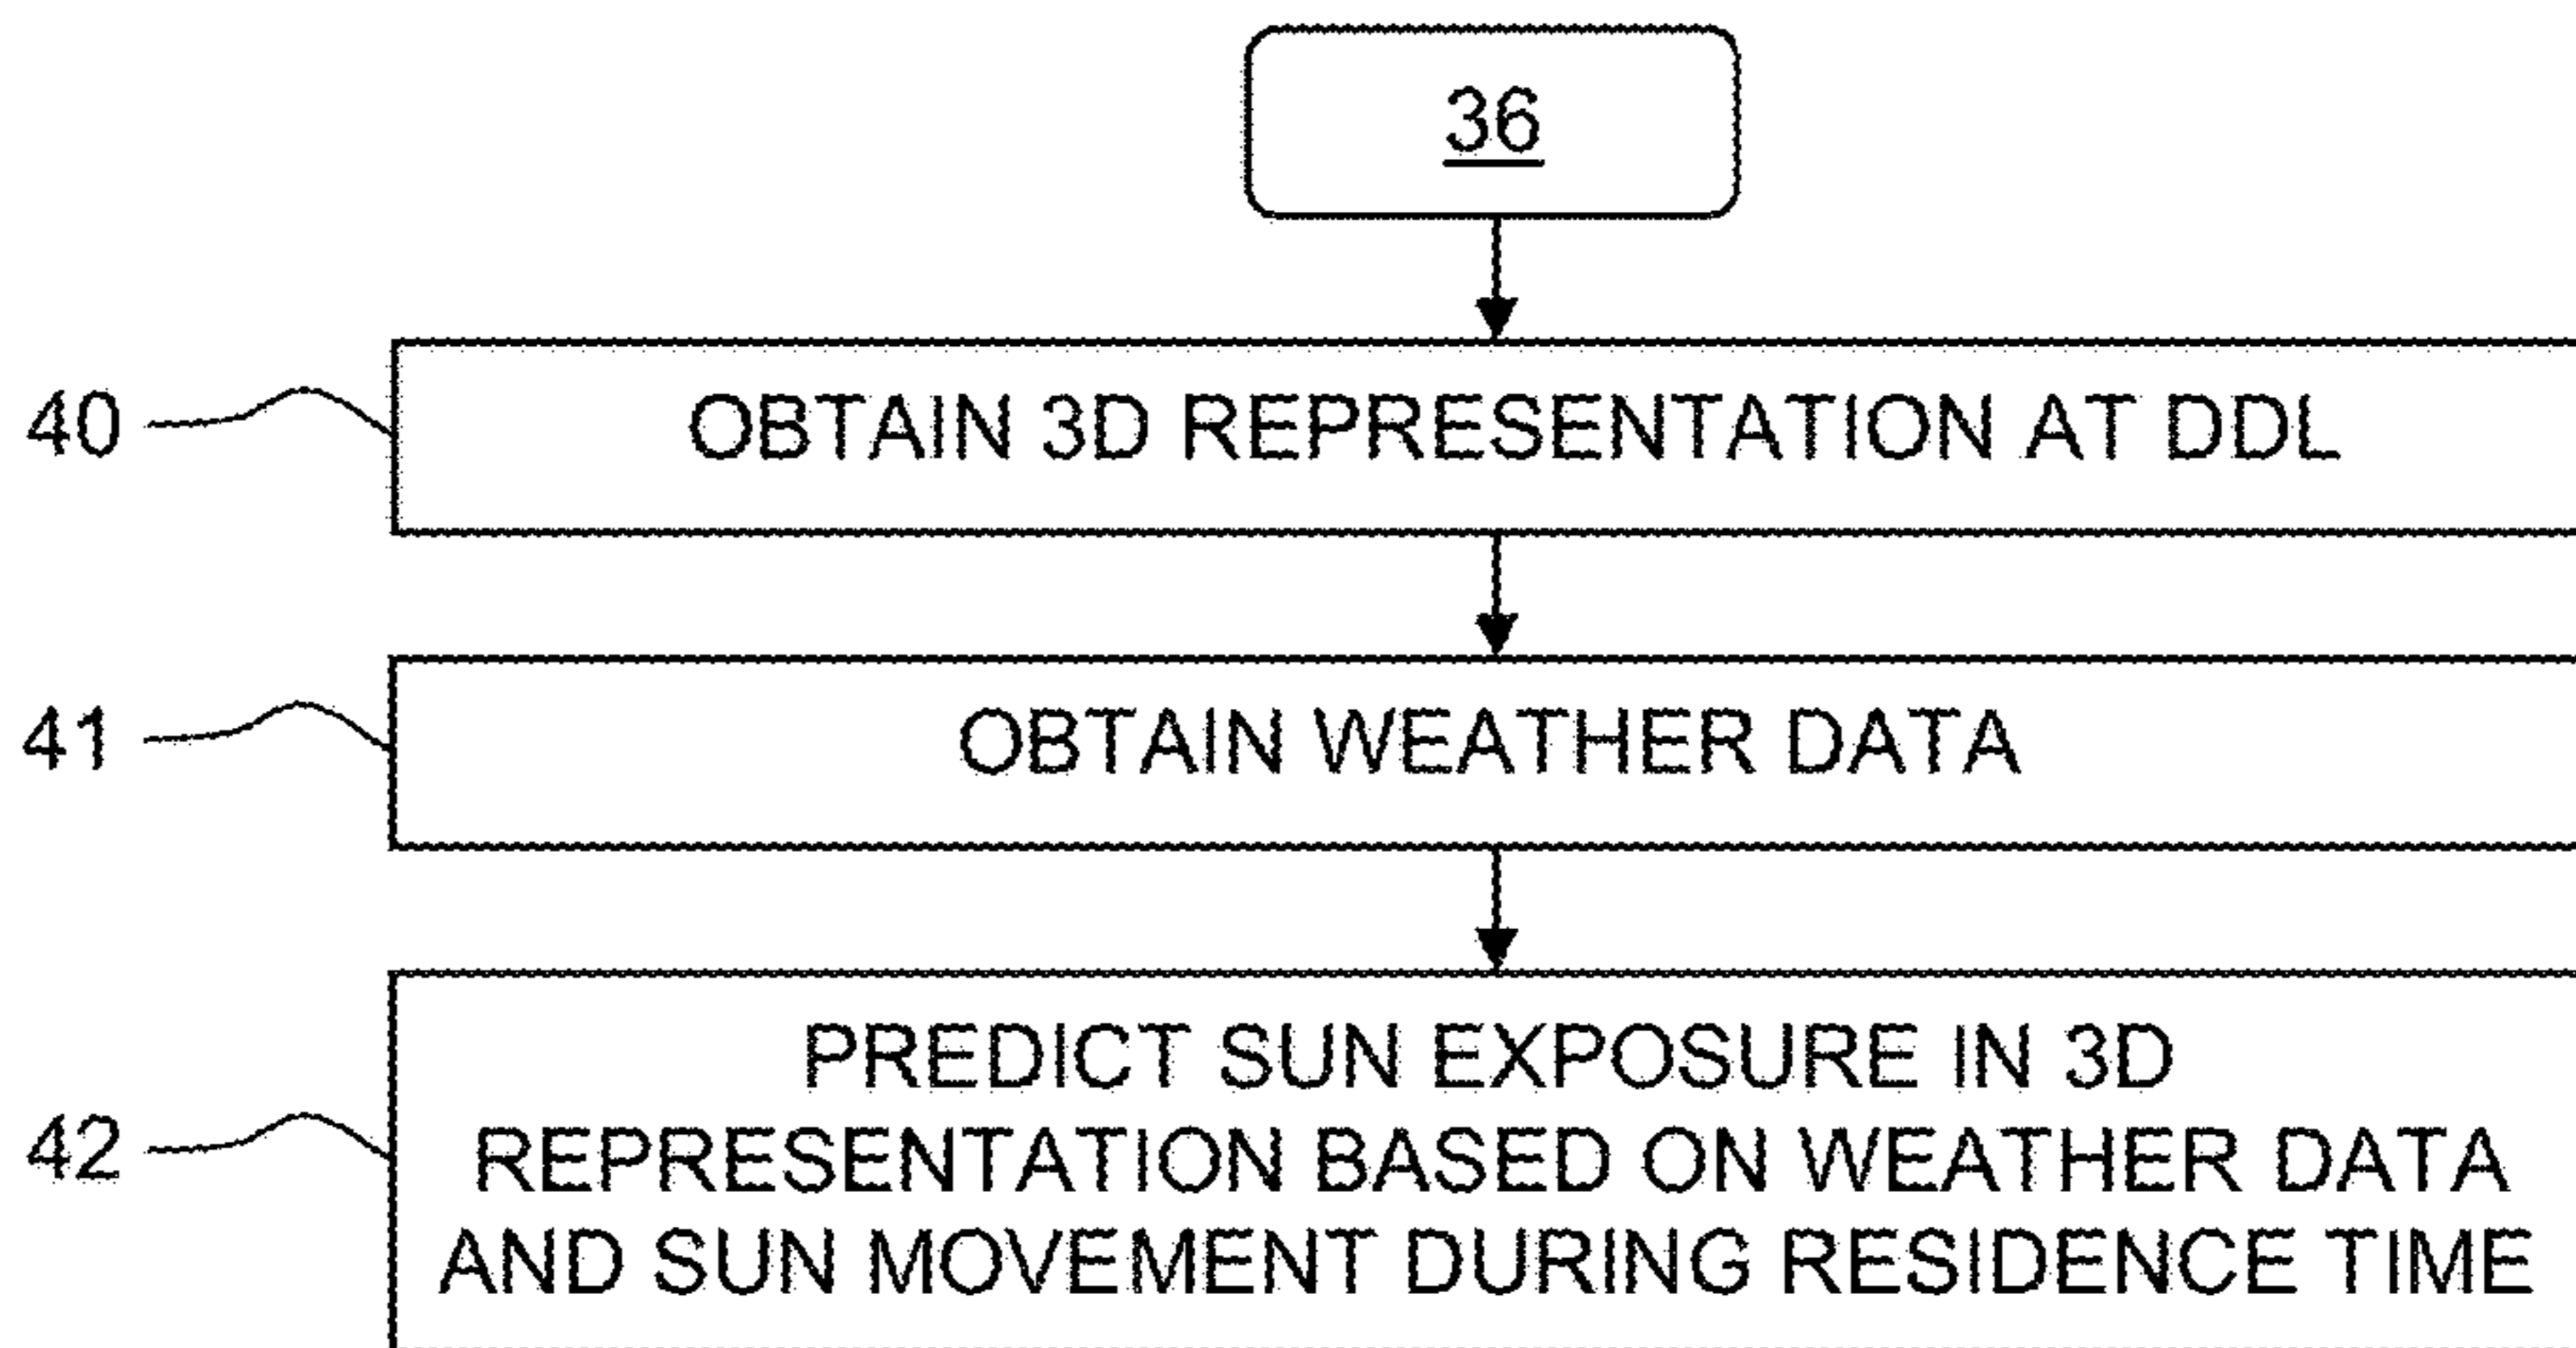 36
40
OBTAIN 3D REPRESENTATION AT DDL
41
OBTAIN WEATHER DATA
42
PREDICT SUN EXPOSURE IN 3D
REPRESENTATION BASED ON WEATHER DATA
AND SUN MOVEMENT DURING RESIDENCE TIME